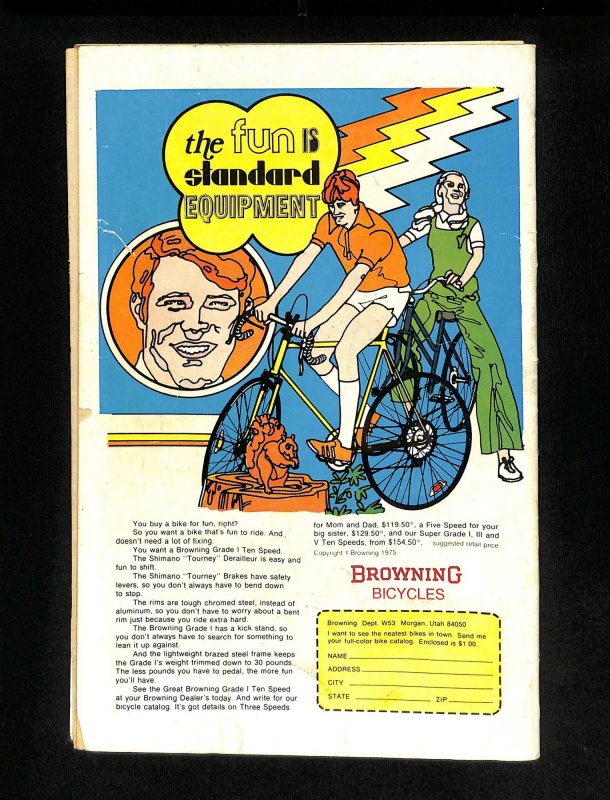 the fun IS
standard
EQUIPMENT
You buy a bike for fun, right?
So you want a bike that's fun to ride. And
doesn't need a lot of fixing.
You want a Browning Grade I Ten Speed.
The Shimano "Tourney" Derailleur is easy and
fun to shift.
The Shimano "Tourney" Brakes have safety
levers, so you don't always have to bend down
to stop.
The rims are tough chromed steel, instead of
aluminum, so you don't have to worry about a bent
rim just because you ride extra hard.
The Browning Grade I has a kick stand, so
you don't always have to search for something to
lean it up against.
And the lightweight brazed steel frame keeps
the Grade I's weight trimmed down to 30 pounds.
The less pounds you have to pedal, the more fun
you'll have.
See the Great Browning Grade I Ten Speed
at your Browning Dealer's today. And write for our
bicycle catalog. It's got details on Three Speeds
for Mom and Dad, $119.50*, a Five Speed for your
big sister, $129.50*, and our Super Grade I, III and
V Ten Speeds, from $154.50*. suggested retail price
Copyright © Browning 1975
BROWNING
BICYCLES
Browning Dept. W53 Morgan, Utah 84050
I want to see the neatest bikes in town. Send me
your full-color bike catalog. Enclosed is $1.00.
NAME
ADDRESS
CITY
STATE ZIP